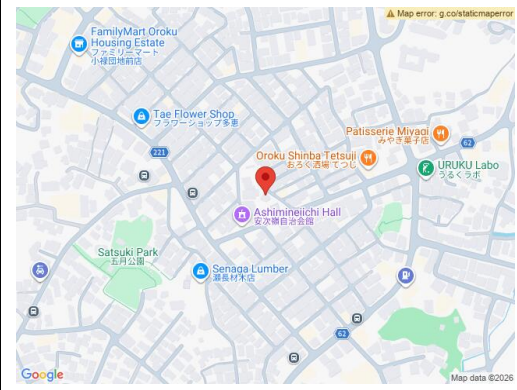 Map error: g.co/staticmaperror
FamilyMart Oroku
Housing Estate
ファミリーマート
小禄団地前店
Tae Flower Shop
フラワーショップ多恵
Patisserie Miyagi
みやぎ菓子店
62
221
Oroku Shinba Tetsuji
おろく酒場 てつじ
URUKU Labo
うるくラボ
Ashimineiichi Hall
安次嶺自治会館
Satsuki Park
五月公園
Senaga Lumber
瀬長材木店
62
Google
Map data ©2026